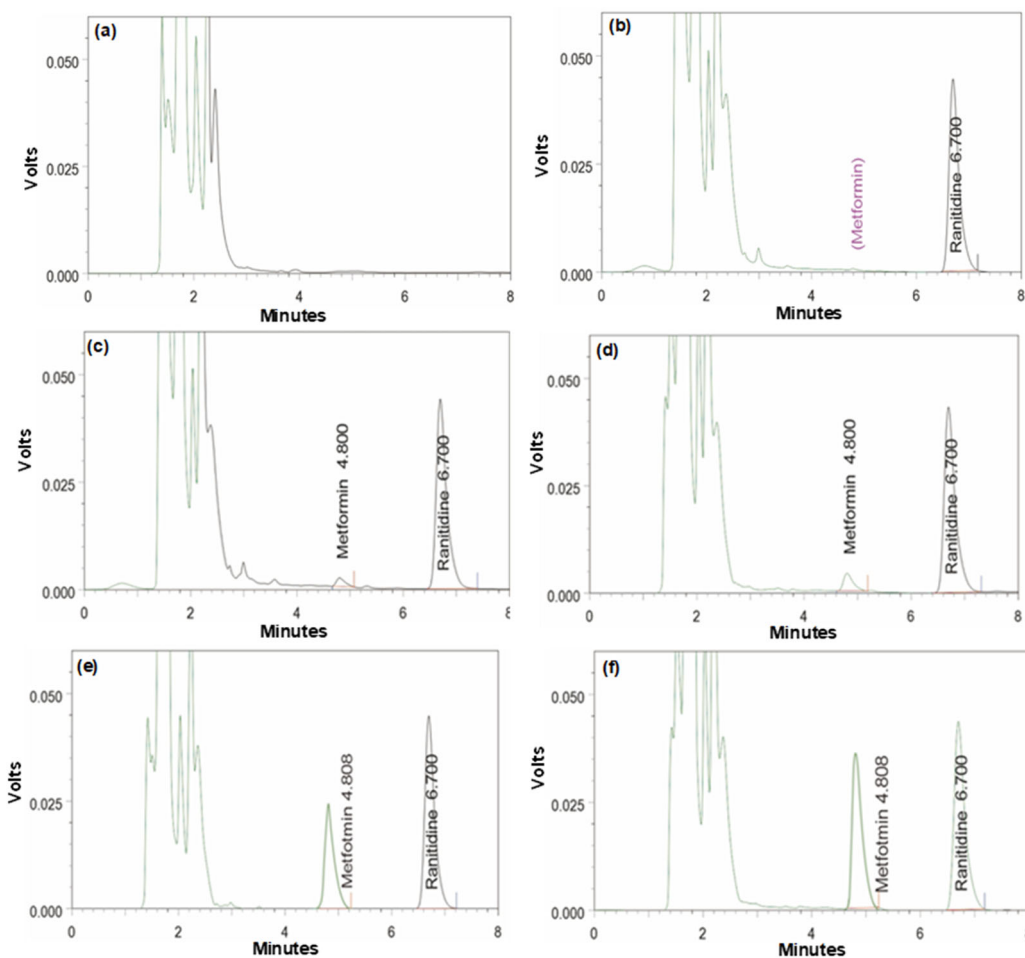 (a)
Volts
0.050
0.025
0.000
0
2
4
6
8
Minutes
(b)
Volts
0.050
0.025
0.000
(Metformin)
Ranitidine 6.700
0
2
4
6
8
Minutes
(c)
Volts
0.050
0.025
0.000
Metformin 4.800
Ranitidine 6.700
0
2
4
6
8
Minutes
(d)
Volts
0.050
0.025
0.000
Metformin 4.800
Ranitidine 6.700
0
2
4
6
8
Minutes
(e)
Volts
0.050
0.025
0.000
Metfotmin 4.808
Ranitidine 6.700
0
2
4
6
8
Minutes
(f)
Volts
0.050
0.025
0.000
Metfotmin 4.808
Ranitidine 6.700
0
2
4
6
8
Minutes